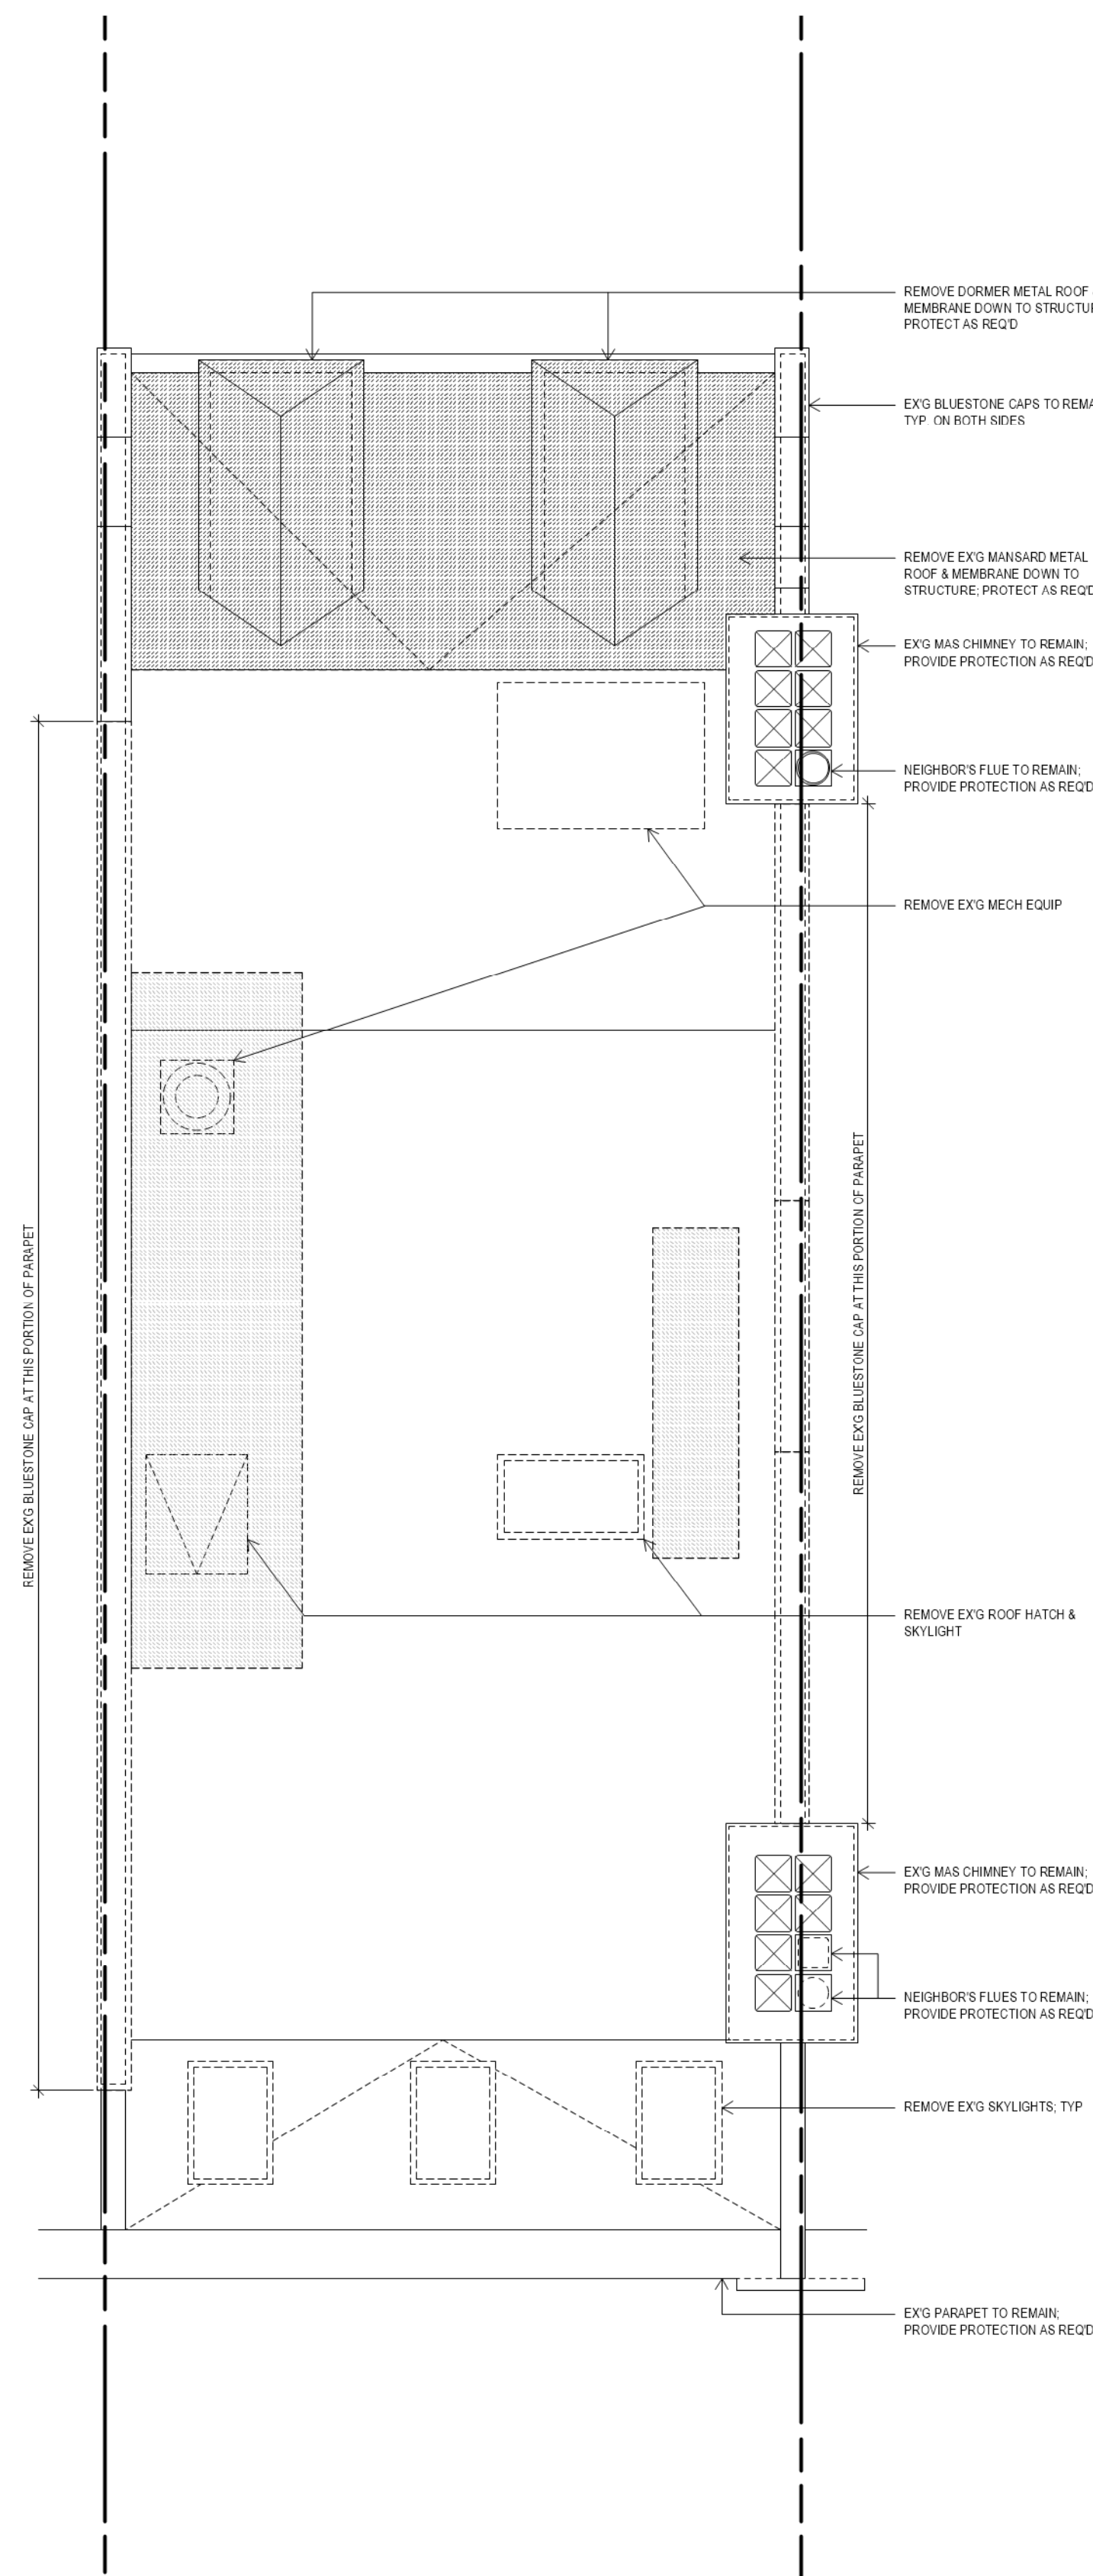 REMOVE DORMER METAL ROOF
MEMBRANE DOWN TO
PROTECT AS REQ'D
EX'G BLUESTONE CAPS TO
TYP. ON BOTH SIDES
REMOVE EX'G MANSARD METAL
ROOF & MEMBRANE DOWN TO
STRUCTURE; PROTECT AS REQ'D
EX'G MAS CHIMNEY TO REMAIN;
PROVIDE PROTECTION AS REQ'D
NEIGHBOR'S FLUE TO REMAIN;
PROVIDE PROTECTION AS REQ'D
REMOVE EX'G MECH EQUIP
REMOVE EX'G BLUESTONE CAP AT THIS PORTION OF PARAPET
REMOVE EX'G BLUESTONE CAP AT THIS PORTION OF PARAPET
REMOVE EX'G ROOF HATCH &
SKYLIGHT
EX'G MAS CHIMNEY TO REMAIN;
PROVIDE PROTECTION AS REQ'D
NEIGHBOR'S FLUES TO REMAIN;
PROVIDE PROTECTION AS REQ'D
REMOVE EX'G SKYLIGHTS; TYP
EX'G PARAPET TO REMAIN;
PROVIDE PROTECTION AS REQ'D